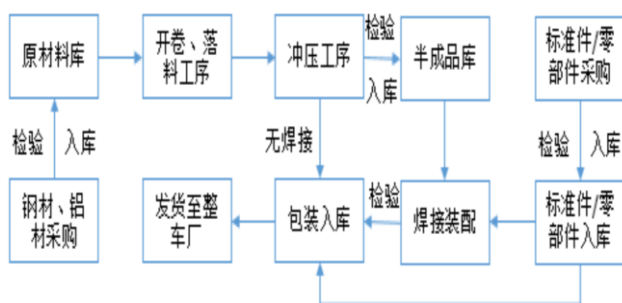 原材料库
开卷、落
料工序
冲压工序
检验
入库
半成品库
标准件/零
部件采购
检验
入库
无焊接
检验
入库
钢材、铝
材采购
发货至整
车厂
包装入库
检验
焊接装配
标准件/零
部件入库